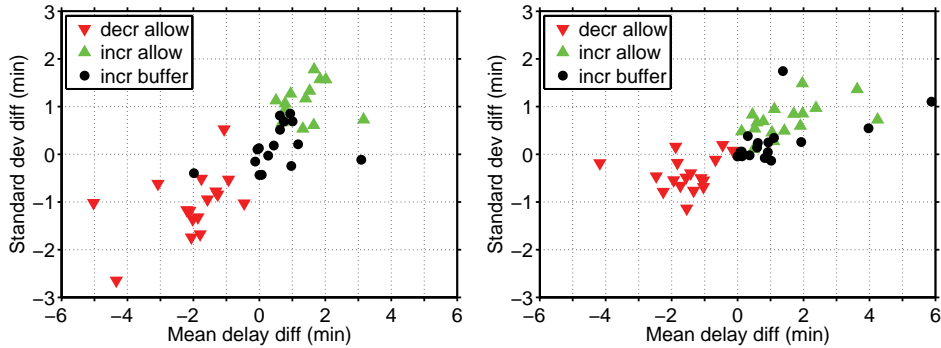 decr allow
incr allow
incr buffer
3
2
1
0
−1
−2
−3
Standard dev diff (min)
−6 −4 −2 0 2 4 6
Mean delay diff (min)
decr allow
incr allow
incr buffer
3
2
1
0
−1
−2
−3
Standard dev diff (min)
−6 −4 −2 0 2 4 6
Mean delay diff (min)